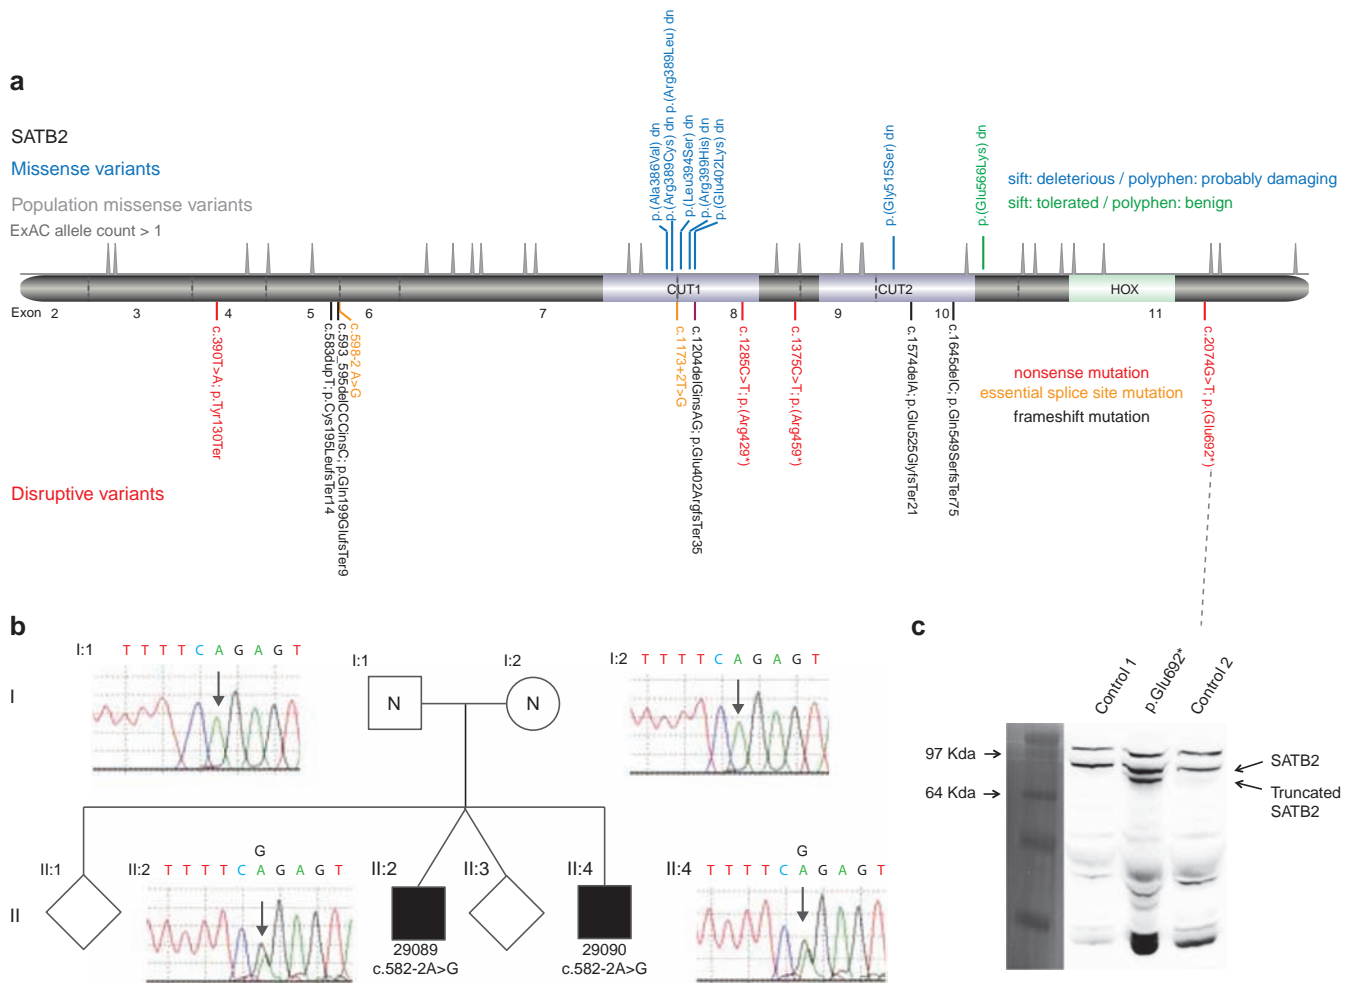 a
SATB2
Missense variants
Population missense variants
ExAC allele count > 1
p.(Ala386Val) dn
p.(Arg389Cys) dn p.(Arg389Leu) dn
p.(Leu394Ser) dn
p.(Arg399His) dn
p.(Glu402Lys) dn
p.(Gly515Ser) dn
p.(Glu566Lys) dn
sift: deleterious / polyphen: probably damaging
sift: tolerated / polyphen: benign
CUT1
CUT2
HOX
Exon 2 3 4 5 6 7 8 9 10 11
c.390T>A; p.Tyr130Ter
c.583dupT; p.Cys195LeufsTer14
c.593_595delCCCinsC; p.Gln199GlufsTer9
c.598-2 A>G
c.1173+2T>G
c.1204delGinsAG; p.Glu402ArgfsTer35
c.1285C>T; p.(Arg429*)
c.1375C>T; p.(Arg459*)
c.1574delA; p.Glu525GlyfsTer21
c.1645delC; p.Gln549SerfsTer75
c.2074G>T; p.(Glu692*)
nonsense mutation
essential splice site mutation
frameshift mutation
Disruptive variants
b
I:1 T T T T C A G A G T
I:1
I:2
I:2 T T T T C A G A G T
I
N
N
II:1
G
II:2 T T T T C A G A G T
II:2
II:3
II:4
G
II:4 T T T T C A G A G T
II
29089
c.582-2A>G
29090
c.582-2A>G
c
Control 1
p.Glu692*
Control 2
97 Kda
64 Kda
SATB2
Truncated
SATB2